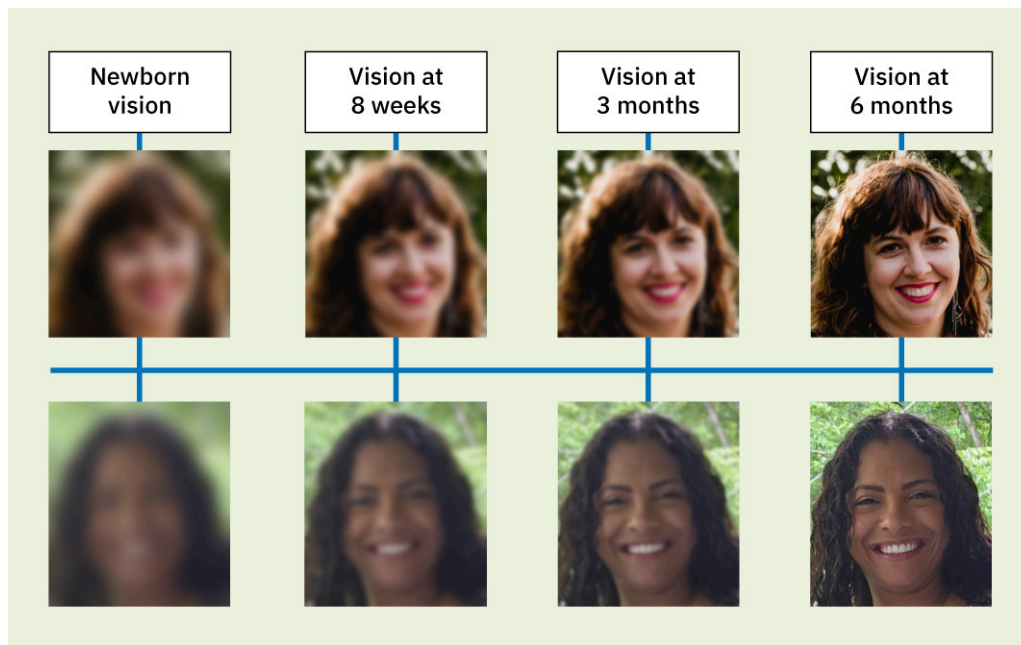 Newborn
vision
Vision at
8 weeks
Vision at
3 months
Vision at
6 months